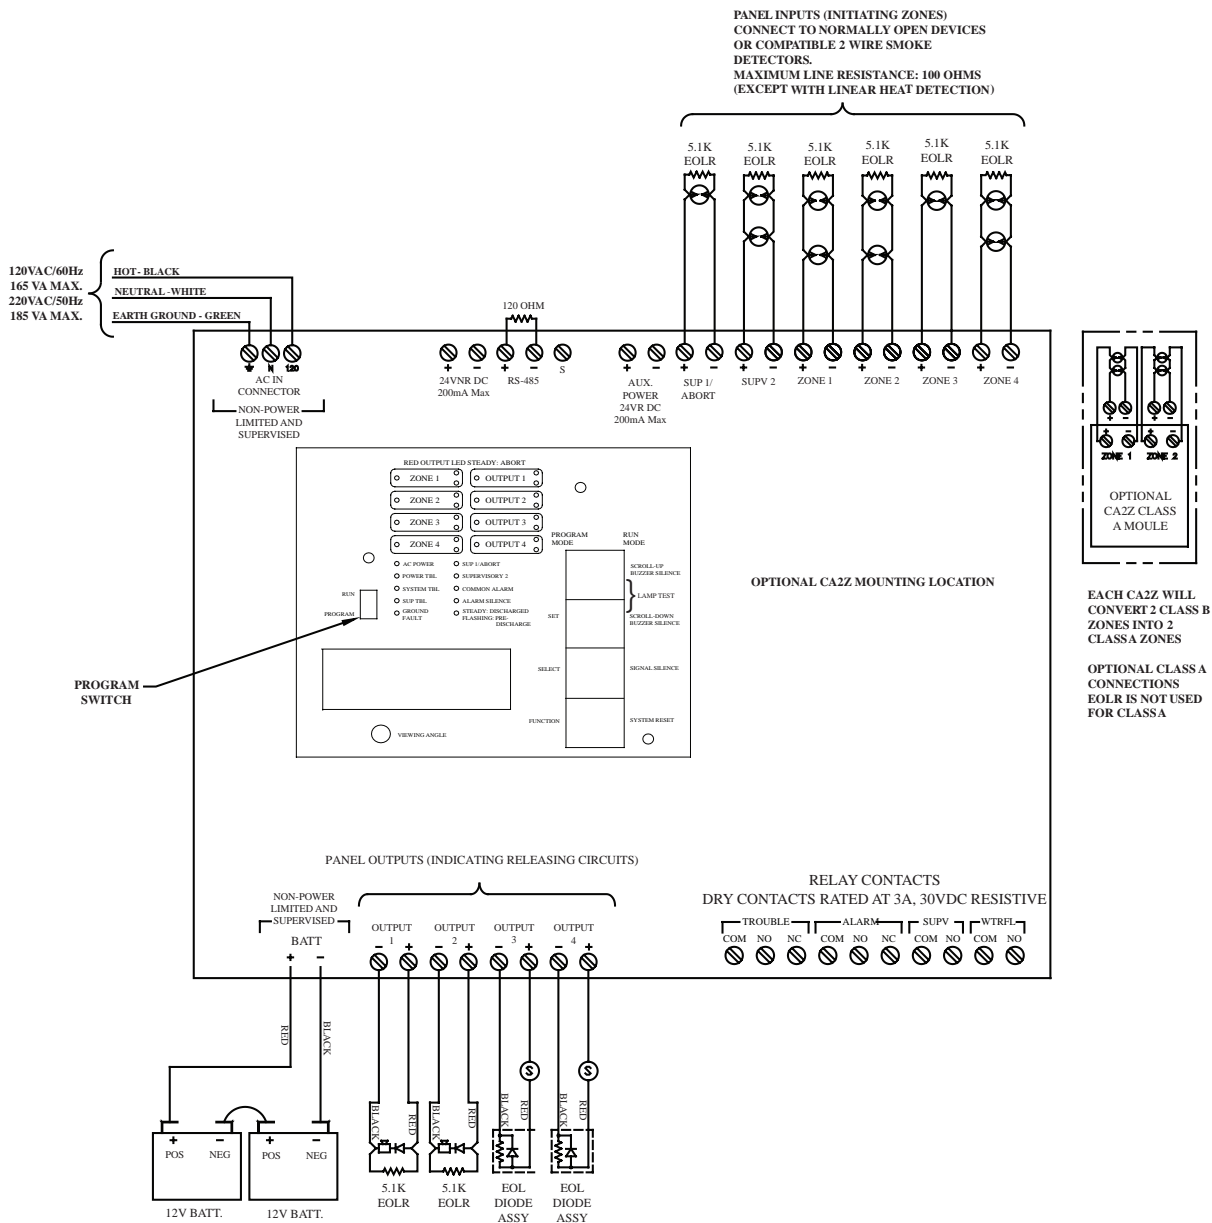 PANEL INPUTS (INITIATING ZONES)
CONNECT TO NORMALLY OPEN DEVICES
OR COMPATIBLE 2 WIRE SMOKE
DETECTORS.
MAXIMUM LINE RESISTANCE: 100 OHMS
(EXCEPT WITH LINEAR HEAT DETECTION)
5.1K
EOLR
5.1K
EOLR
5.1K
EOLR
5.1K
EOLR
5.1K
EOLR
5.1K
EOLR
120VAC/60Hz
165 VA MAX.
220VAC/50Hz
185 VA MAX.
HOT - BLACK
NEUTRAL -WHITE
EARTH GROUND - GREEN
120 OHM
N
120
AC IN
CONNECTOR
NON-POWER
LIMITED AND
SUPERVISED
+ −
24VNR DC
200mA Max
+ −
RS-485
S
+ −
AUX.
POWER
24VR DC
200mA Max
+ −
SUP 1/
ABORT
+ −
SUPV 2
+ −
ZONE 1
+ −
ZONE 2
+ −
ZONE 3
+ −
ZONE 4
+ − + −
+ − + −
ZONE 1 ZONE 2
OPTIONAL
CA2Z CLASS
A MOULE
EACH CA2Z WILL
CONVERT 2 CLASS B
ZONES INTO 2
CLASS A ZONES
OPTIONAL CLASS A
CONNECTIONS
EOLR IS NOT USED
FOR CLASS A
RED OUTPUT LED STEADY: ABORT
ZONE 1 OUTPUT 1
ZONE 2 OUTPUT 2
ZONE 3 OUTPUT 3
ZONE 4 OUTPUT 4
AC POWER SUP 1/ABORT
POWER TBL SUPERVISORY 2
SYSTEM TBL COMMON ALARM
SUP TBL ALARM SILENCE
GROUND
FAULT
STEADY: DISCHARGED
FLASHING: PRE-
DISCHARGE
RUN
PROGRAM
PROGRAM
MODE
RUN
MODE
SCROLL-UP
BUZZER SILENCE
LAMP TEST
SET
SCROLL-DOWN
BUZZER SILENCE
SELECT
SIGNAL SILENCE
FUNCTION
SYSTEM RESET
VIEWING ANGLE
PROGRAM
SWITCH
OPTIONAL CA2Z MOUNTING LOCATION
PANEL OUTPUTS (INDICATING RELEASING CIRCUITS)
NON-POWER
LIMITED AND
SUPERVISED
BATT
+ −
OUTPUT
1
− +
OUTPUT
2
− +
OUTPUT
3
− +
OUTPUT
4
− +
RELAY CONTACTS
DRY CONTACTS RATED AT 3A, 30VDC RESISTIVE
TROUBLE ALARM SUPV WTRFL
COM NO NC COM NO NC COM NO COM NO
RED
BLACK
S
S
BLACK
RED
BLACK
RED
BLACK
RED
BLACK
RED
+ − + −
POS NEG POS NEG
12V BATT. 12V BATT.
5.1K
EOLR
5.1K
EOLR
EOL
DIODE
ASSY
EOL
DIODE
ASSY